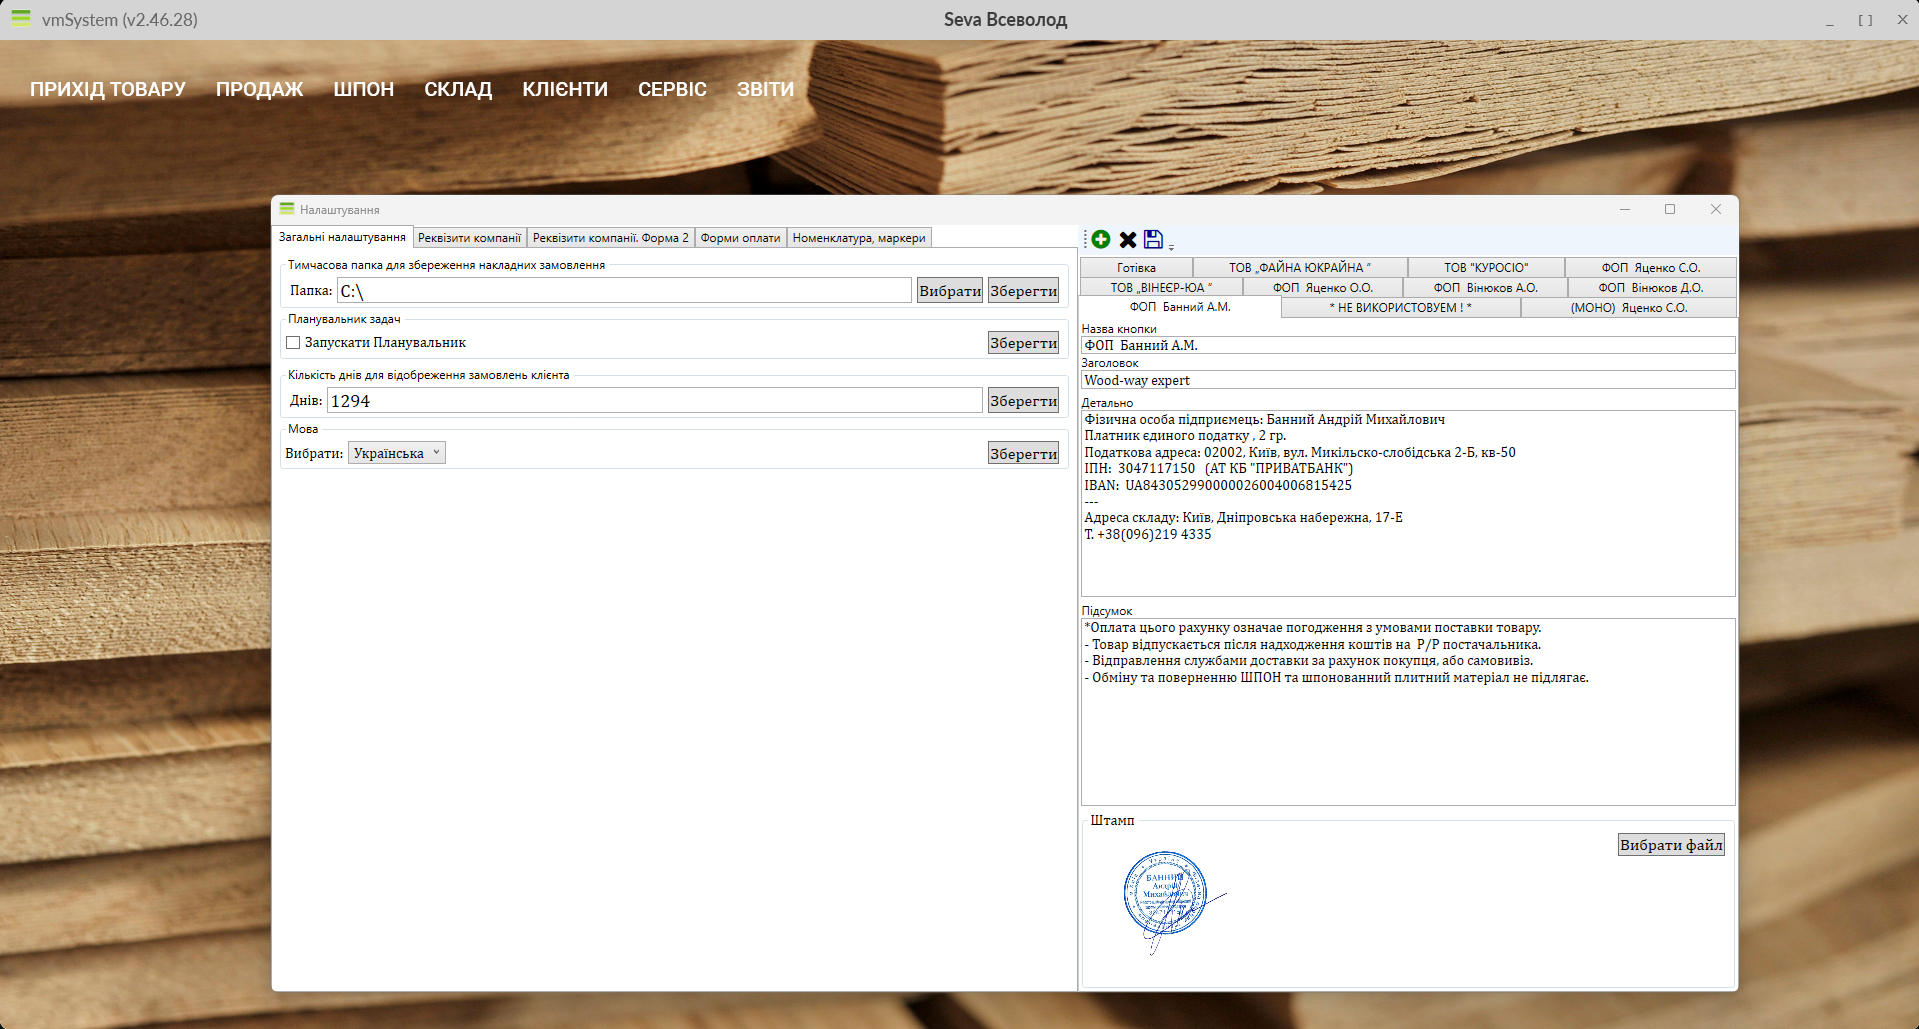 vmSystem (v2.46.28)
Seva Всеволод
ПРИХІД ТОВАРУ ПРОДАЖ ШПОН СКЛАД КЛІЄНТИ СЕРВІС ЗВІТИ
Налаштування
Загальні налаштування Реквізити компанії Реквізити компанії. Форма 2 Форми оплати Номенклатура, маркери
Тимчасова папка для збереження накладних замовлення
Папка: C:\ Вибрати Зберегти
Планувальник задач
Запускати Планувальник Зберегти
Кількість днів для відобреження замовлень клієнта
Днів: 1294 Зберегти
Мова
Вибрати: Українська Зберегти
Готівка ТОВ „ФАЙНА ЮКРАЙНА “ ТОВ "КУРОСІО" ФОП Яценко С.О.
ТОВ „ВІНЕЄР-ЮА “ ФОП Яценко О.О. ФОП Вінюков А.О. ФОП Вінюков Д.О.
ФОП Банний А.М. * НЕ ВИКОРИСТОВУЕМ ! * (МОНО) Яценко С.О.
Назва кнопки
ФОП Банний А.М.
Заголовок
Wood-way expert
Детально
Фізична особа підприємець: Банний Андрій Михайлович
Платник єдиного податку , 2 гр.
Податкова адреса: 02002, Київ, вул. Микільско-слобідська 2-Б, кв-50
ІПН: 3047117150 (АТ КБ "ПРИВАТБАНК")
IBAN: UA843052990000026004006815425
---
Адреса складу: Київ, Дніпровська набережна, 17-Е
Т. +38(096)219 4335
Підсумок
*Оплата цього рахунку означае погодження з умовами поставки товару.
- Товар відпускається після надходження коштів на Р/Р постачальника.
- Відправлення службами доставки за рахунок покупця, або самовивіз.
- Обміну та поверненню ШПОН та шпонованний плитний матеріал не підлягає.
Штамп
Вибрати файл
БАННИЙ
Андрій
Михайлович